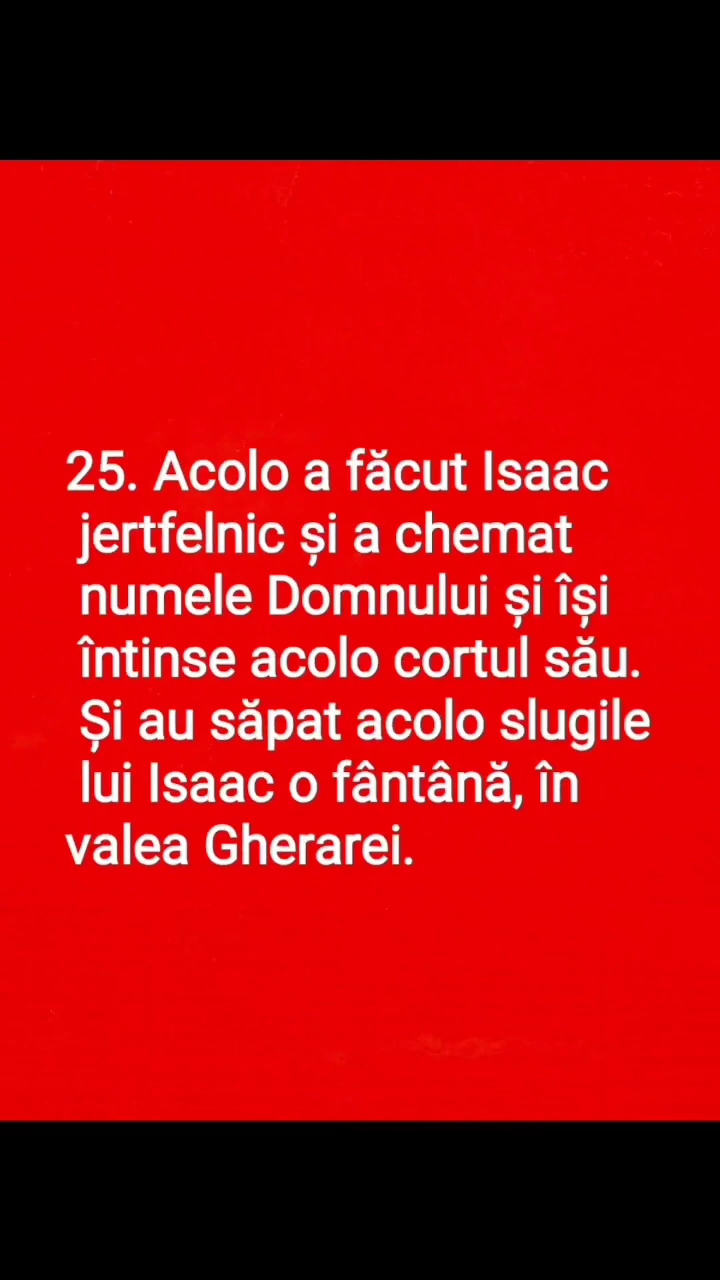 25. Acolo a făcut Isaac
jertfelnic și a chemat
numele Domnului și își
întinse acolo cortul său.
Și au săpat acolo slugile
lui Isaac o fântână, în
valea Gherarei.